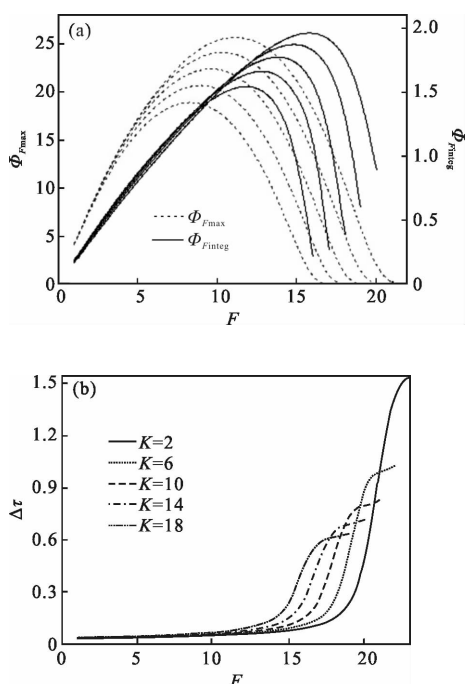 (a)
25
20
15
10
5
0
Φ_Fmax
2.0
1.5
1.0
0.5
0
Φ_Finteg
Φ_Fmax
Φ_Finteg
5 10 15 20
F
(b)
1.5
1.2
0.9
0.6
0.3
0
Δτ
K=2
K=6
K=10
K=14
K=18
5 10 15 20
F